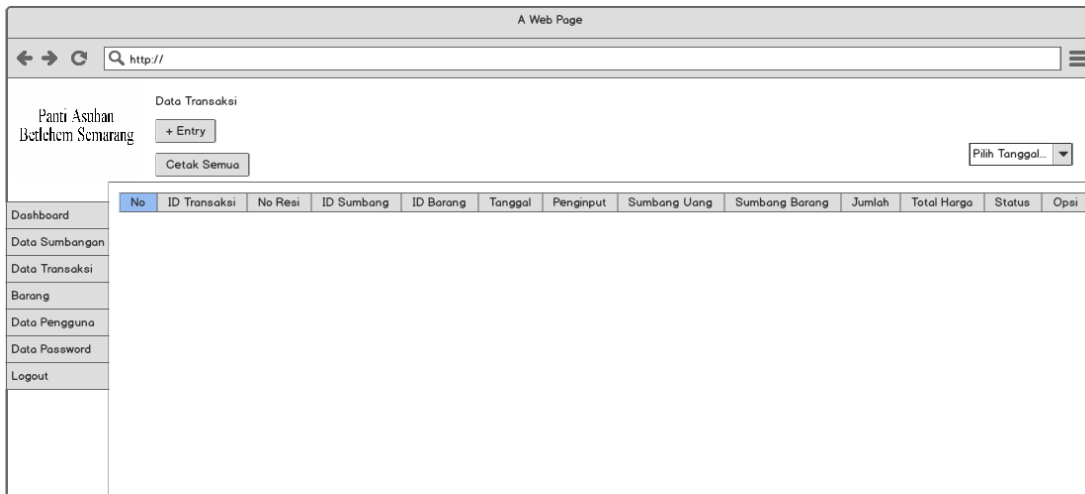 A Web Page
http://
Panti Asuhan
Betlehem Semarang
Data Transaksi
+ Entry
Cetak Semua
Pilih Tanggal...
No ID Transaksi No Resi ID Sumbang ID Barang Tanggal Penginput Sumbang Uang Sumbang Barang Jumlah Total Harga Status Opsi
Dashboard
Data Sumbangan
Data Transaksi
Barang
Data Pengguna
Data Password
Logout